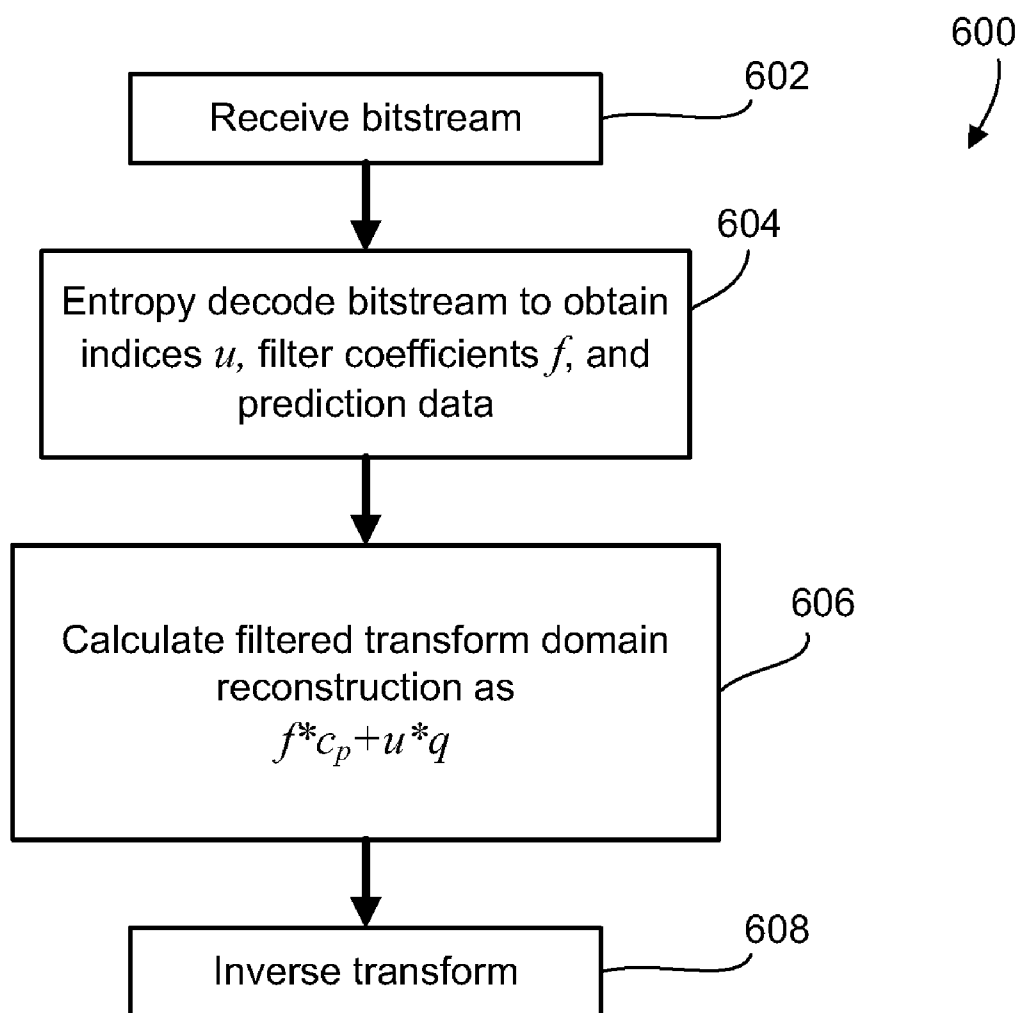 600
602
Receive bitstream
604
Entropy decode bitstream to obtain
indices u, filter coefficients f, and
prediction data
606
Calculate filtered transform domain
reconstruction as
f*cp+u*q
608
Inverse transform